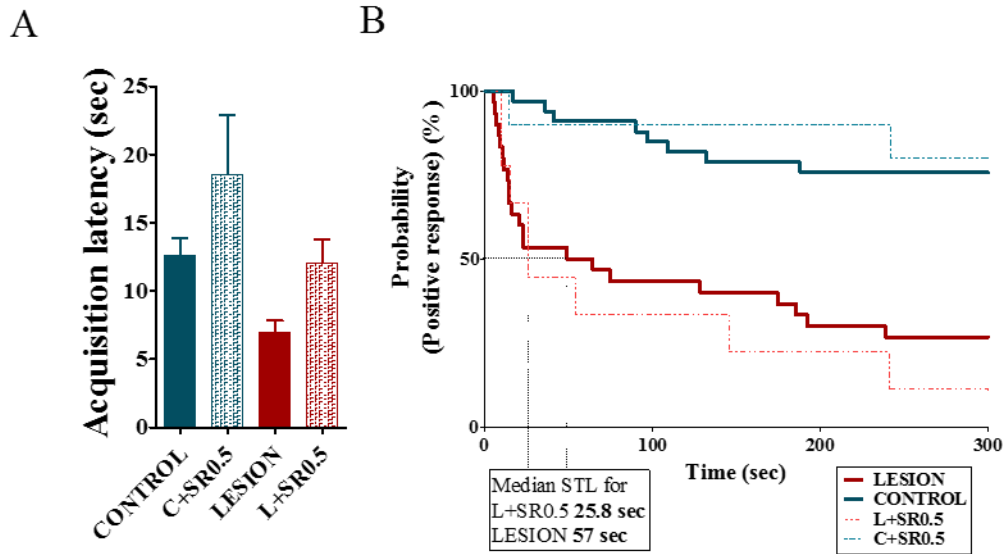 A
Acquisition latency (sec)
25
20
15
10
5
0
CONTROL
C+SR0.5
LESION
L+SR0.5
B
Probability
(Positive response) (%)
100
50
0
0
100
200
300
Time (sec)
Median STL for
L+SR0.5 25.8 sec
LESION 57 sec
LESION
CONTROL
L+SR0.5
C+SR0.5